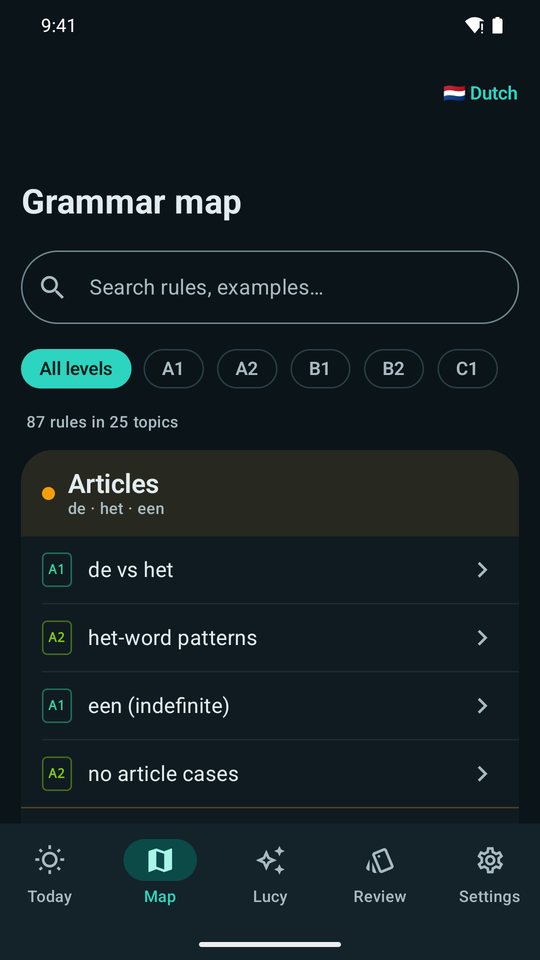 9:41
Dutch
Grammar map
Search rules, examples…
All levels A1 A2 B1 B2 C1
87 rules in 25 topics
Articles
de · het · een
A1 de vs het
A2 het-word patterns
A1 een (indefinite)
A2 no article cases
Today Map Lucy Review Settings